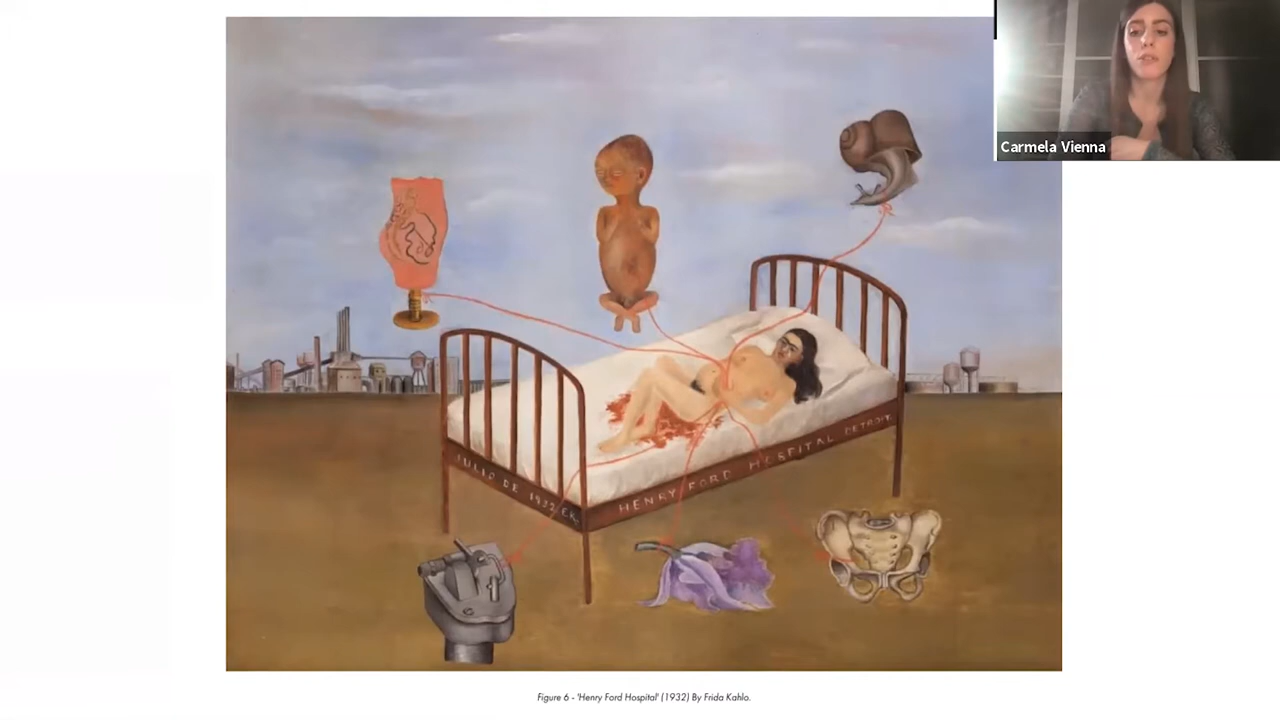 Carmela Vienna
JULIO DE 1932 F.K.
HENRY FORD HOSPITAL DETROIT.
Figure 6 - 'Henry Ford Hospital' (1932) By Frida Kahlo.